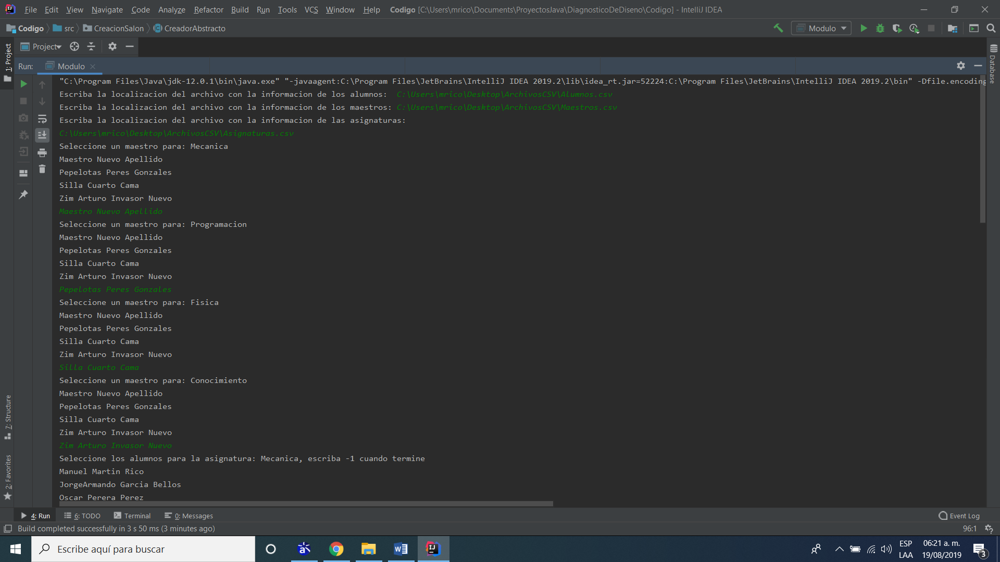 File Edit View Navigate Code Analyze Refactor Build Run Tools VCS Window Help Codigo [C:\Users\mrico\Documents\ProyectosJava\DiagnosticoDeDiseno\Codigo] - IntelliJ IDEA
Codigo src CreacionSalon CreadorAbstracto Modulo
1: Project
Project
Database
Run: Modulo
"C:\Program Files\Java\jdk-12.0.1\bin\java.exe" "-javaagent:C:\Program Files\JetBrains\IntelliJ IDEA 2019.2\lib\idea_rt.jar=52224:C:\Program Files\JetBrains\IntelliJ IDEA 2019.2\bin" -Dfile.encoding
Escriba la localizacion del archivo con la informacion de los alumnos: C:\Users\mrico\Desktop\ArchivosCSV\Alumnos.csv
Escriba la localizacion del archivo con la informacion de los maestros: C:\Users\mrico\Desktop\ArchivosCSV\Maestros.csv
Escriba la localizacion del archivo con la informacion de las asignaturas:
C:\Users\mrico\Desktop\ArchivosCSV\Asignaturas.csv
Seleccione un maestro para: Mecanica
Maestro Nuevo Apellido
Pepelotas Peres Gonzales
Silla Cuarto Cama
Zim Arturo Invasor Nuevo
Maestro Nuevo Apellido
Seleccione un maestro para: Programacion
Maestro Nuevo Apellido
Pepelotas Peres Gonzales
Silla Cuarto Cama
Zim Arturo Invasor Nuevo
Pepelotas Peres Gonzales
Seleccione un maestro para: Fisica
Maestro Nuevo Apellido
Pepelotas Peres Gonzales
Silla Cuarto Cama
Zim Arturo Invasor Nuevo
Silla Cuarto Cama
Seleccione un maestro para: Conocimiento
Maestro Nuevo Apellido
Pepelotas Peres Gonzales
Silla Cuarto Cama
Zim Arturo Invasor Nuevo
Zim Arturo Invasor Nuevo
Seleccione los alumnos para la asignatura: Mecanica, escriba -1 cuando termine
Manuel Martin Rico
JorgeArmando Garcia Bellos
Oscar Perera Perez
7: Structure
2: Favorites
4: Run 6: TODO Terminal 0: Messages Event Log
Build completed successfully in 3 s 50 ms (3 minutes ago) 96:1
Escribe aquí para buscar
ESP 06:21 a. m.
LAA 19/08/2019 3